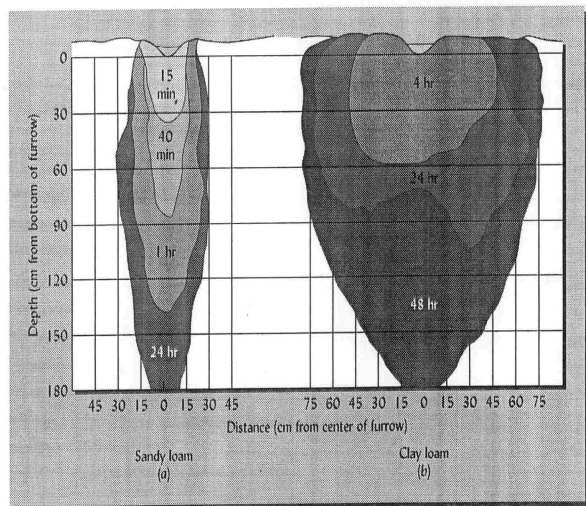 Depth (cm from bottom of furrow)
0
30
60
90
120
150
180
15
min
40
min
1 hr
24 hr
4 hr
24 hr
48 hr
45 30 15 0 15 30 45
75 60 45 30 15 0 15 30 45 60 75
Distance (cm from center of furrow)
Sandy loam
(a)
Clay loam
(b)